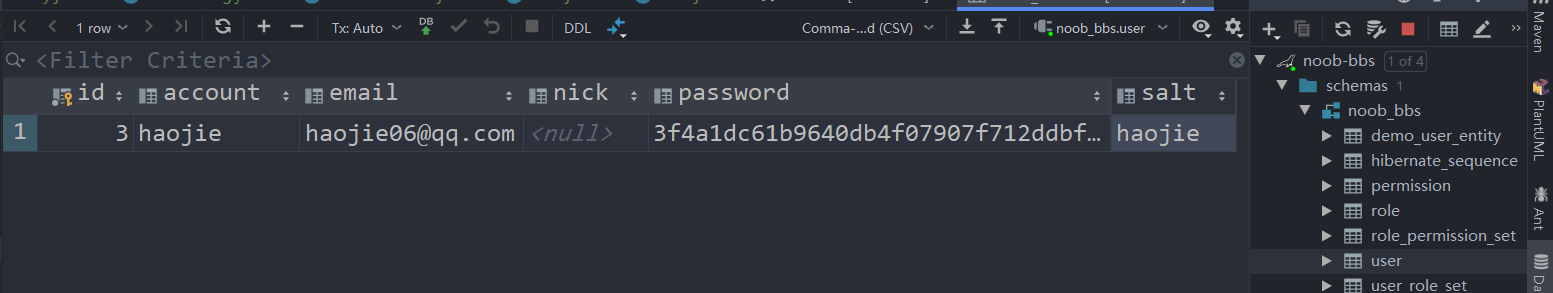 1 row
Tx: Auto
DB
DDL
Comma-...d (CSV)
noob_bbs.user
<Filter Criteria>
id account email nick password salt
1 3 haojie haojie06@qq.com <null> 3f4a1dc61b9640db4f07907f712ddbf... haojie
noob-bbs 1 of 4
schemas 1
noob_bbs
demo_user_entity
hibernate_sequence
permission
role
role_permission_set
user
user_role_set
Maven
PlantUML
Ant
Da